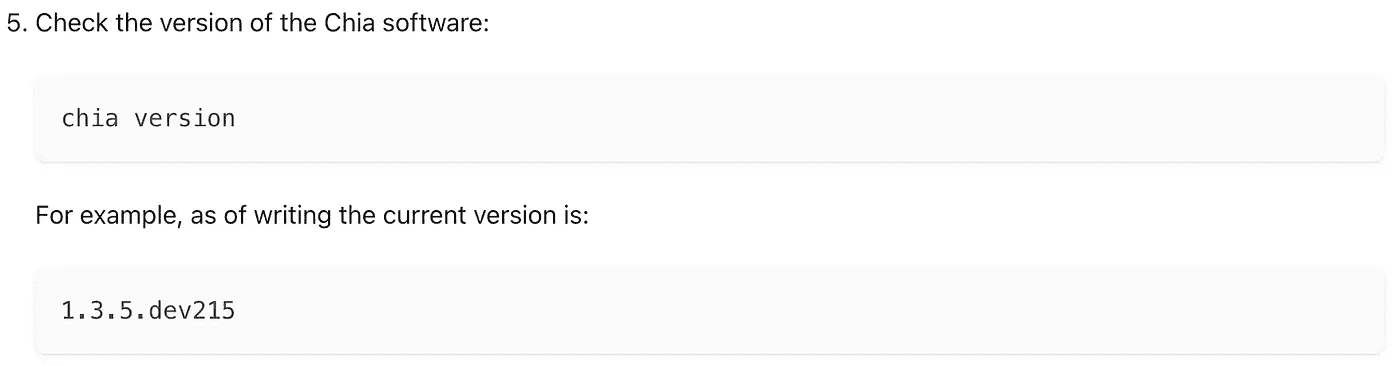 5. Check the version of the Chia software:
chia version
For example, as of writing the current version is:
1.3.5.dev215